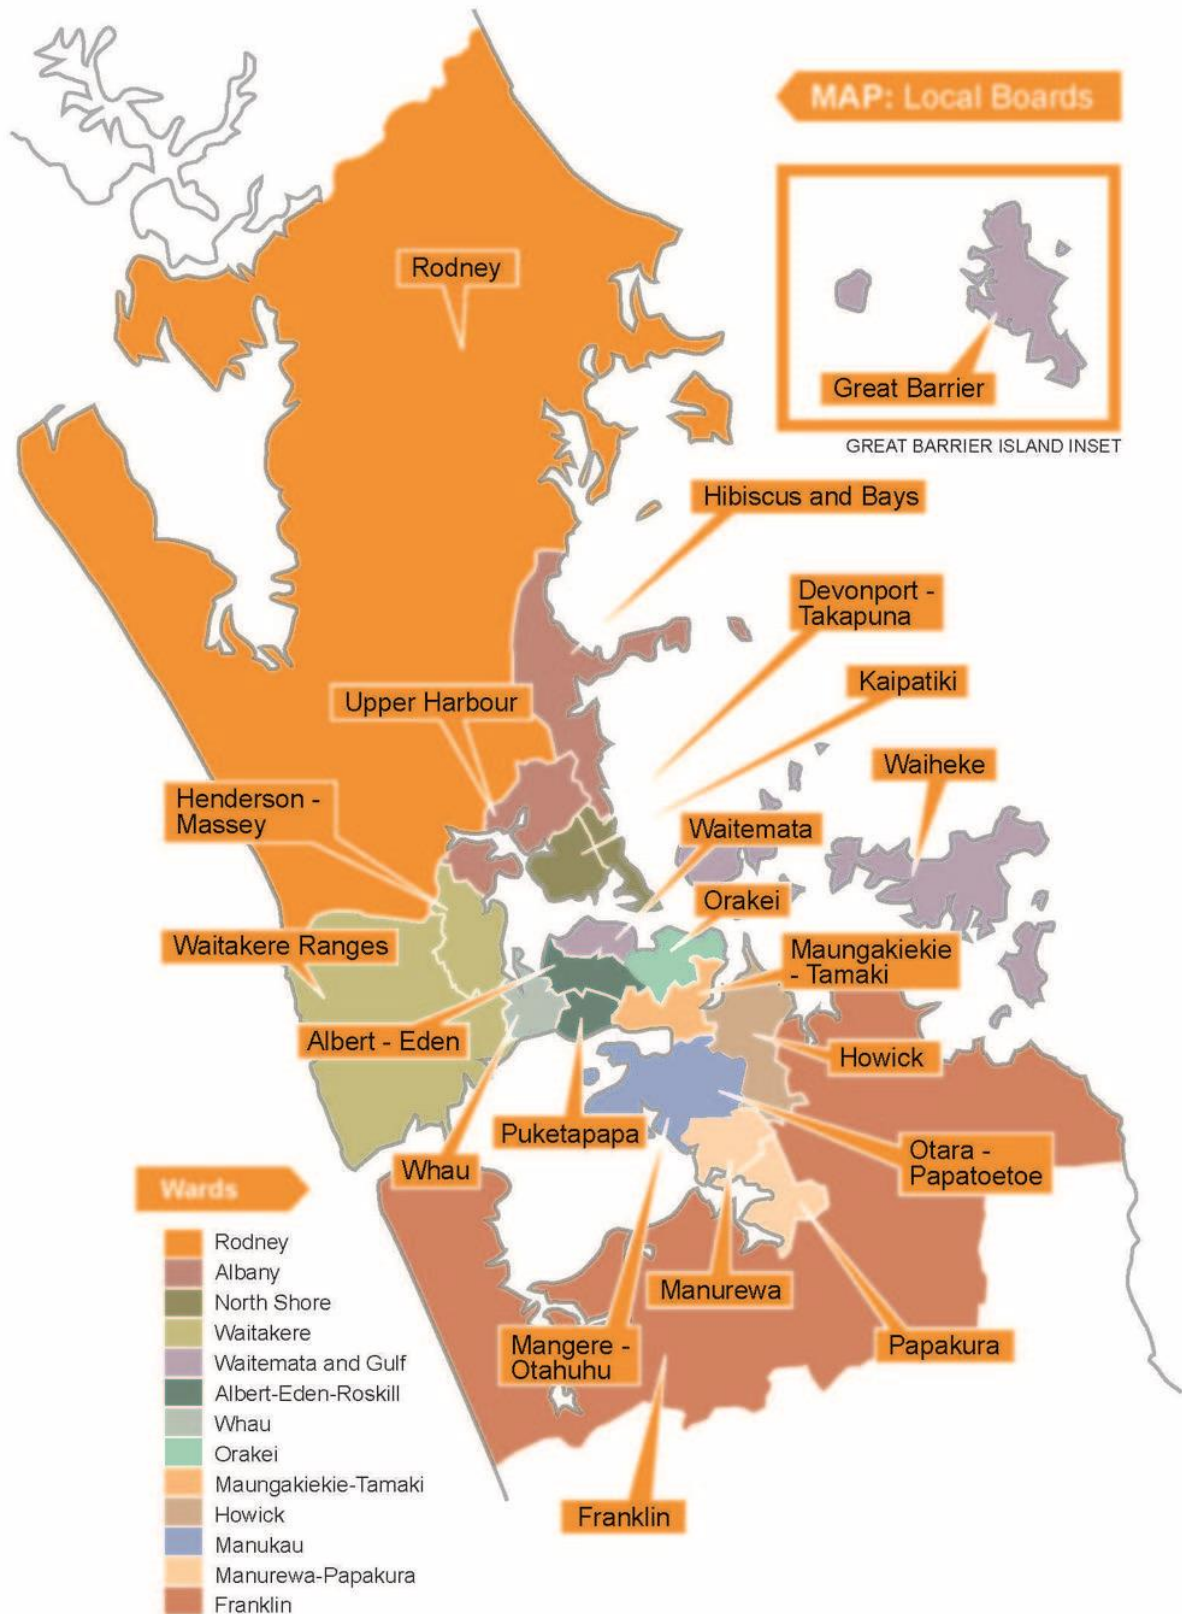 MAP: Local Boards
Rodney
Great Barrier
GREAT BARRIER ISLAND INSET
Hibiscus and Bays
Devonport -
Takapuna
Kaipatiki
Upper Harbour
Waiheke
Henderson -
Massey
Waitemata
Orakei
Waitakere Ranges
Maungakiekie
- Tamaki
Albert - Eden
Howick
Puketapapa
Otara -
Papatoetoe
Whau
Manurewa
Mangere -
Otahuhu
Papakura
Franklin
Wards
Rodney
Albany
North Shore
Waitakere
Waitemata and Gulf
Albert-Eden-Roskill
Whau
Orakei
Maungakiekie-Tamaki
Howick
Manukau
Manurewa-Papakura
Franklin